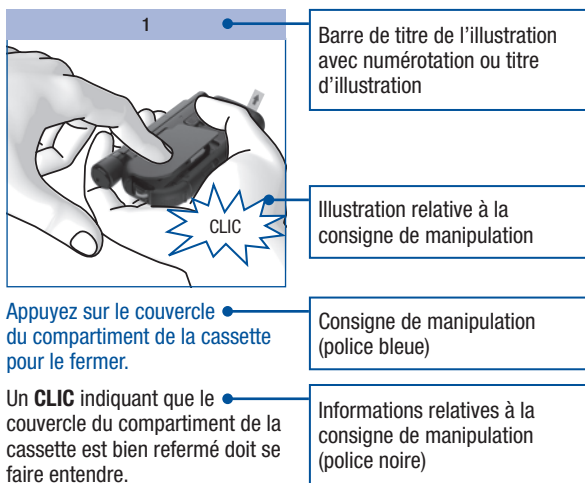 1
Barre de titre de l'illustration
avec numérotation ou titre
d'illustration
CLIC
Illustration relative à la
consigne de manipulation
Appuyez sur le couvercle
du compartiment de la cassette
pour le fermer.
Consigne de manipulation
(police bleue)
Un CLIC indiquant que le
couvercle du compartiment de la
cassette est bien refermé doit se
faire entendre.
Informations relatives à la
consigne de manipulation
(police noire)